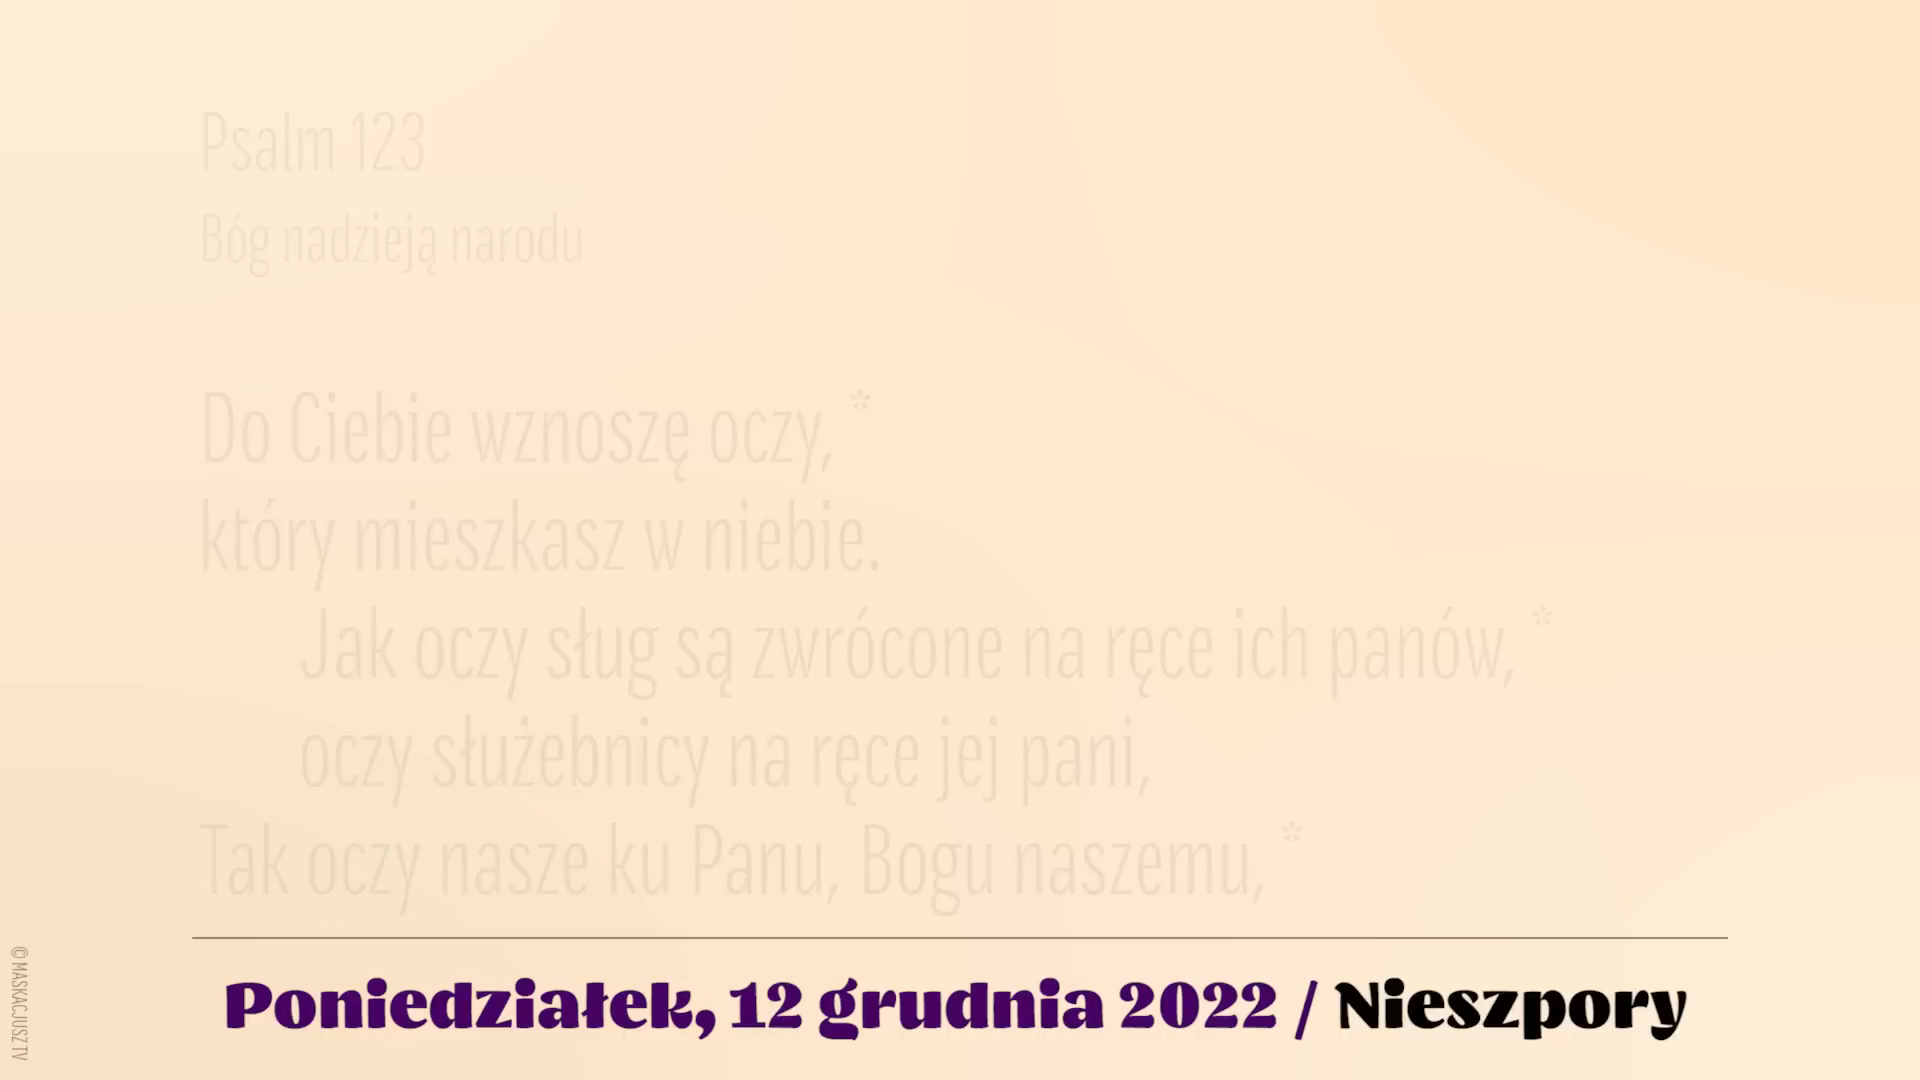 Psalm 123
Bóg nadzieją narodu
Do Ciebie wznoszę oczy, *
który mieszkasz w niebie.
Jak oczy sług są zwrócone na ręce ich panów, *
oczy służebnicy na ręce jej pani,
Tak oczy nasze ku Panu, Bogu naszemu, *
Poniedziałek, 12 grudnia 2022 / Nieszpory
© MASKACJUSZ TV